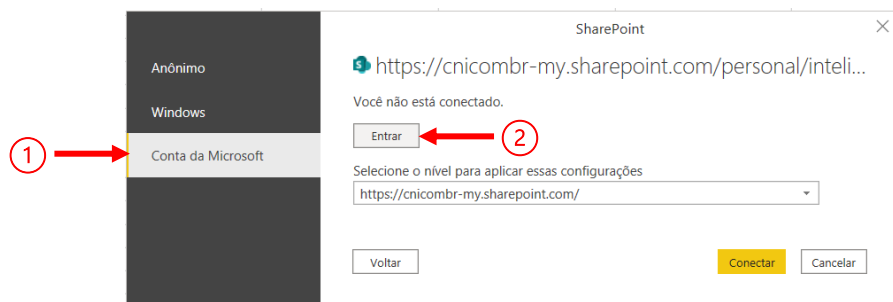 SharePoint
https://cnicombr-my.sharepoint.com/personal/inteli...
Anônimo
Windows
Conta da Microsoft
1
Você não está conectado.
Entrar
2
Selecione o nível para aplicar essas configurações
https://cnicombr-my.sharepoint.com/
Voltar
Conectar
Cancelar